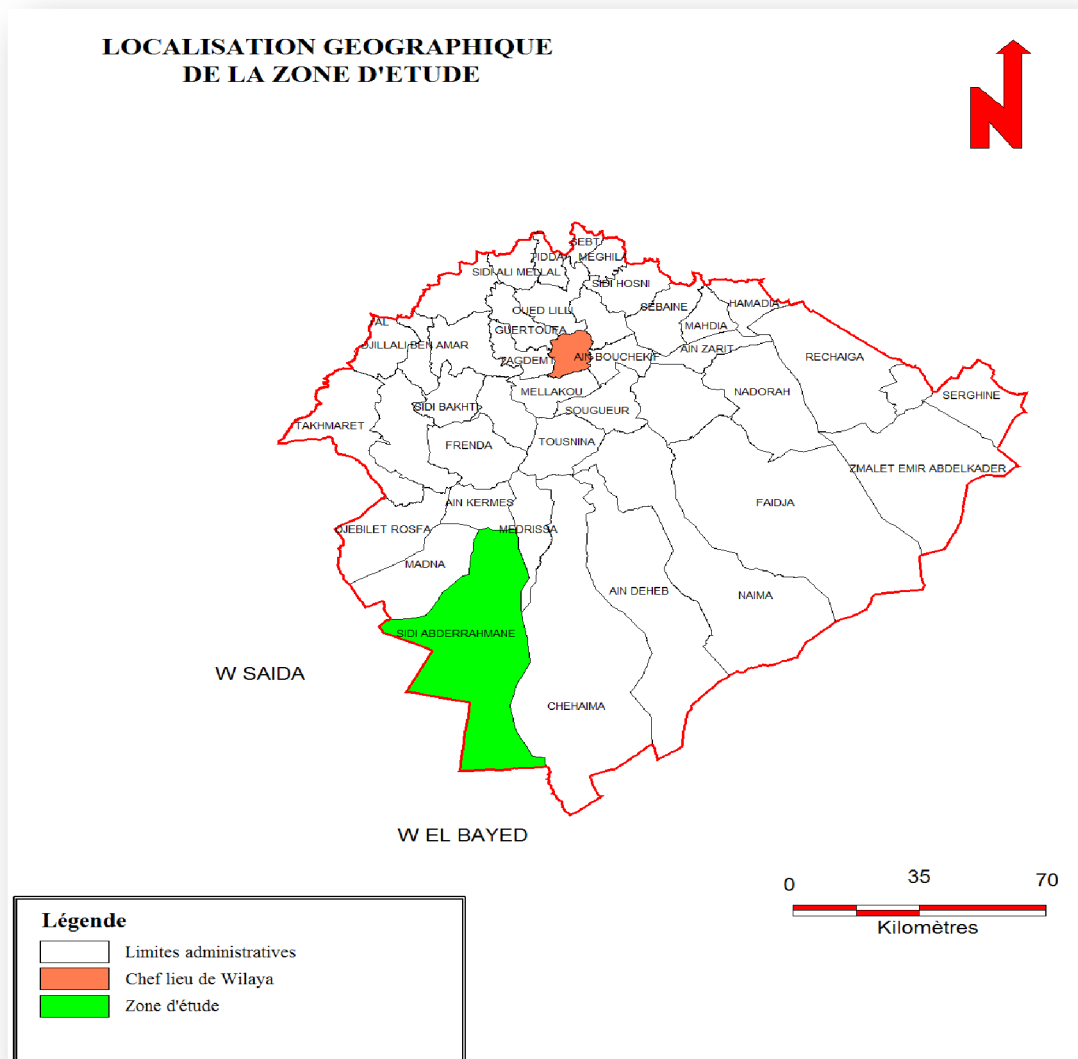 LOCALISATION GEOGRAPHIQUE
DE LA ZONE D'ETUDE
N
SEBT
TIDDA
MEGHILA
SIDI ALI MELLAL
SIDI HOSNI
OUED LILLI
SEBAINE
HAMADIA
GUERTOUFA
MAHDIA
DJILLALI BEN AMAR
TAGDEMT
AIN BOUCHEKIF
AIN ZARIT
RECHAIGA
MELLAKOU
NADORAH
SERGHINE
SIDI BAKHTI
SOUGUEUR
TAKHMARET
FRENDA
TOUSNINA
ZMALET EMIR ABDELKADER
AIN KERMES
FAIDJA
DJEBILET ROSFA
MEDRISSA
MADNA
AIN DEHEB
NAIMA
SIDI ABDERRAHMANE
W SAIDA
CHEHAIMA
W EL BAYED
0 35 70
Kilomètres
Légende
Limites administratives
Chef lieu de Wilaya
Zone d'étude